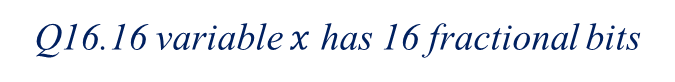 Q16.16 variable x has 16 fractional bits